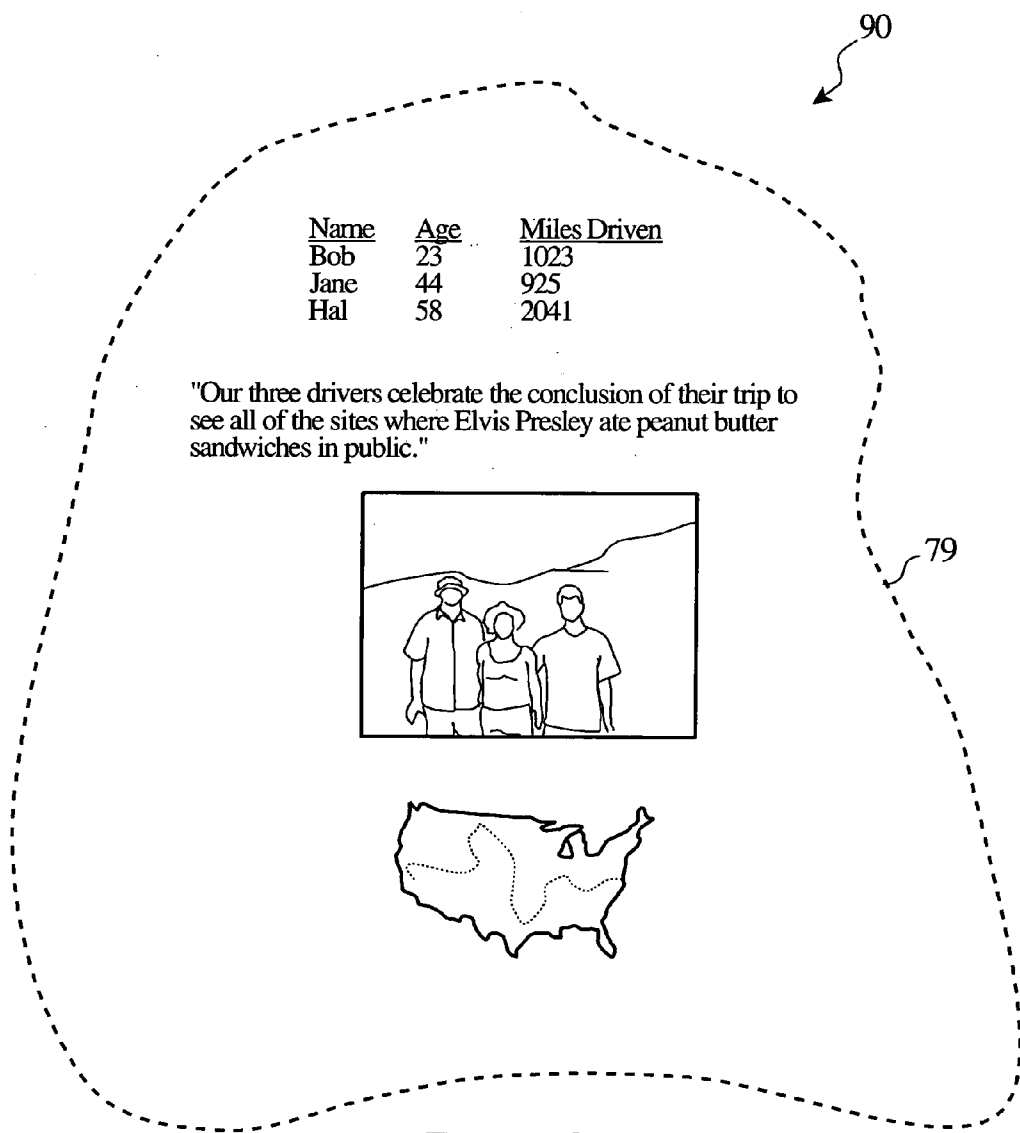 90
Name Age Miles Driven
Bob 23 1023
Jane 44 925
Hal 58 2041
"Our three drivers celebrate the conclusion of their trip to
see all of the sites where Elvis Presley ate peanut butter
sandwiches in public."
79